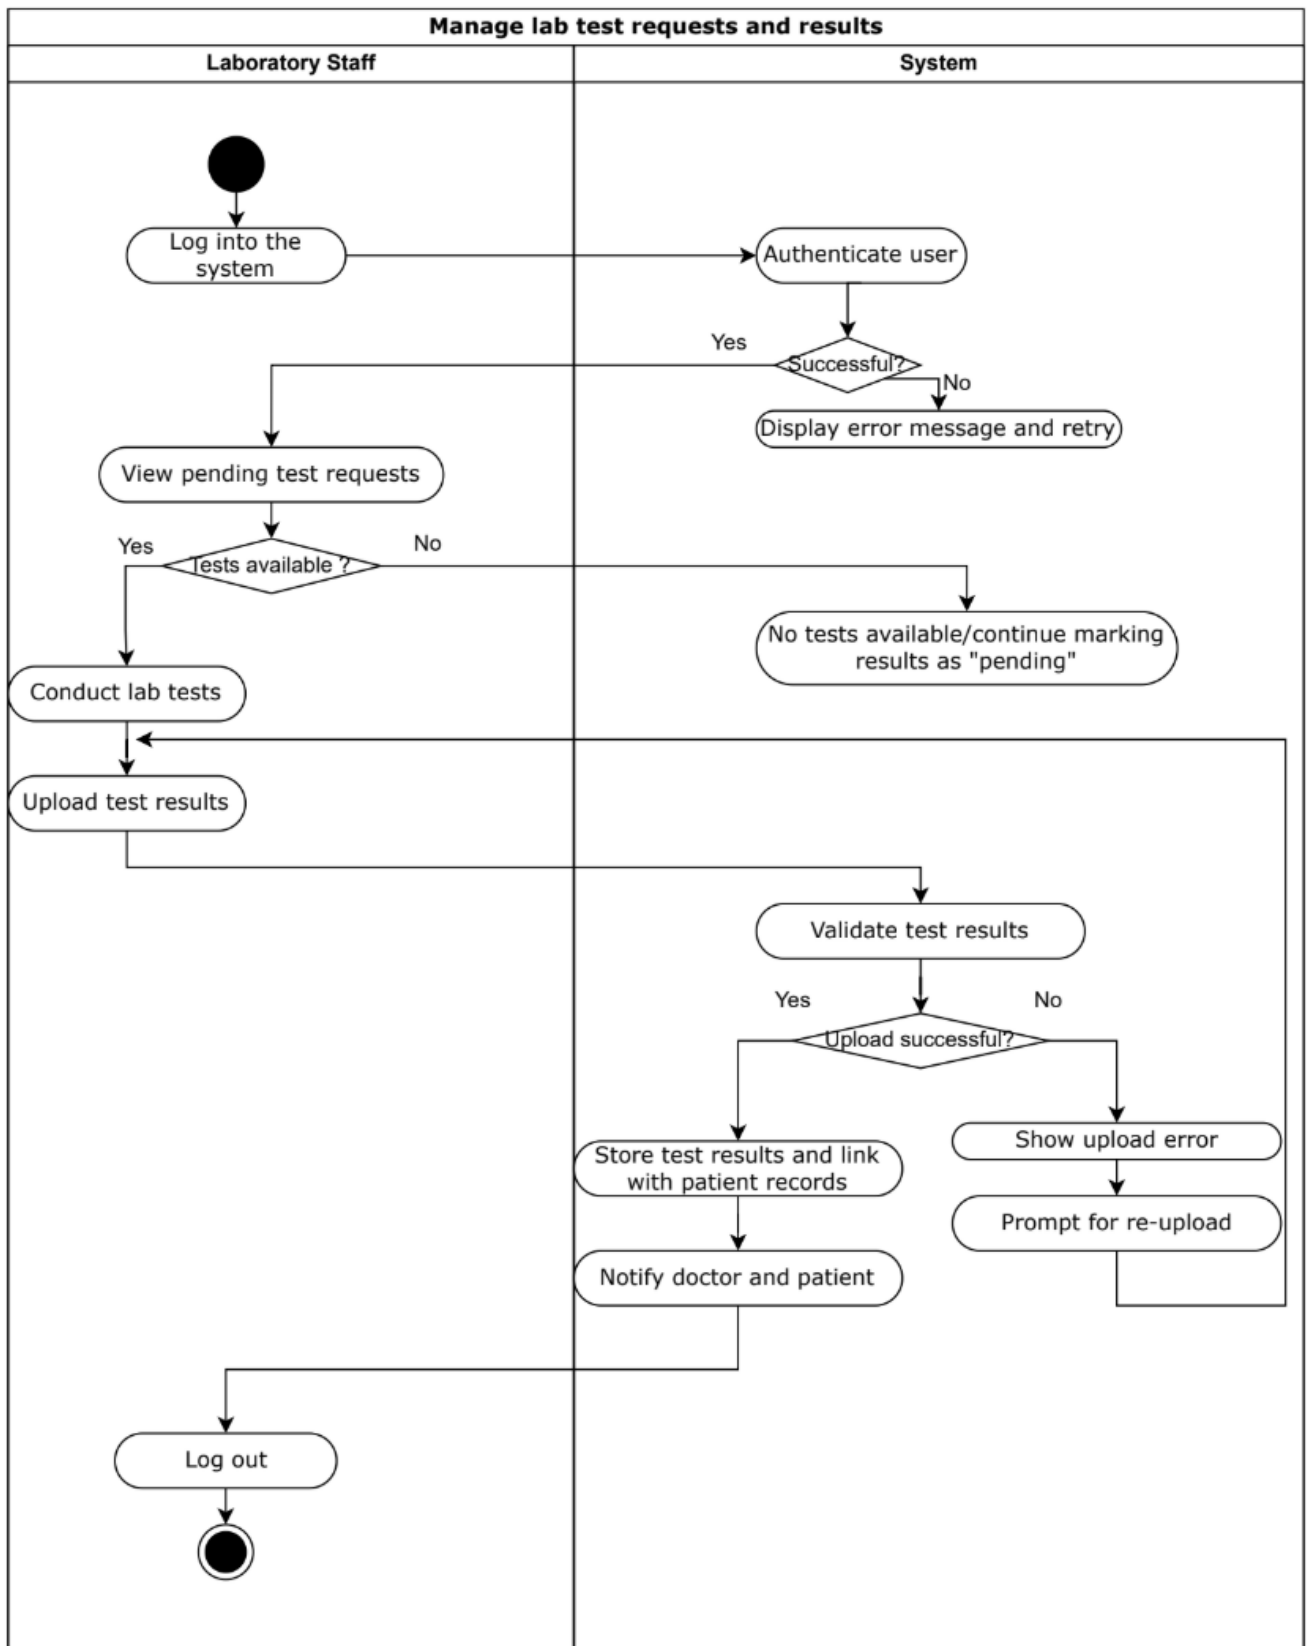 Manage lab test requests and results
Laboratory Staff
System
Log into the
system
Authenticate user
Yes
Successful?
No
Display error message and retry
View pending test requests
Yes
Tests available ?
No
No tests available/continue marking
results as "pending"
Conduct lab tests
Upload test results
Validate test results
Yes
No
Upload successful?
Store test results and link
with patient records
Show upload error
Prompt for re-upload
Notify doctor and patient
Log out